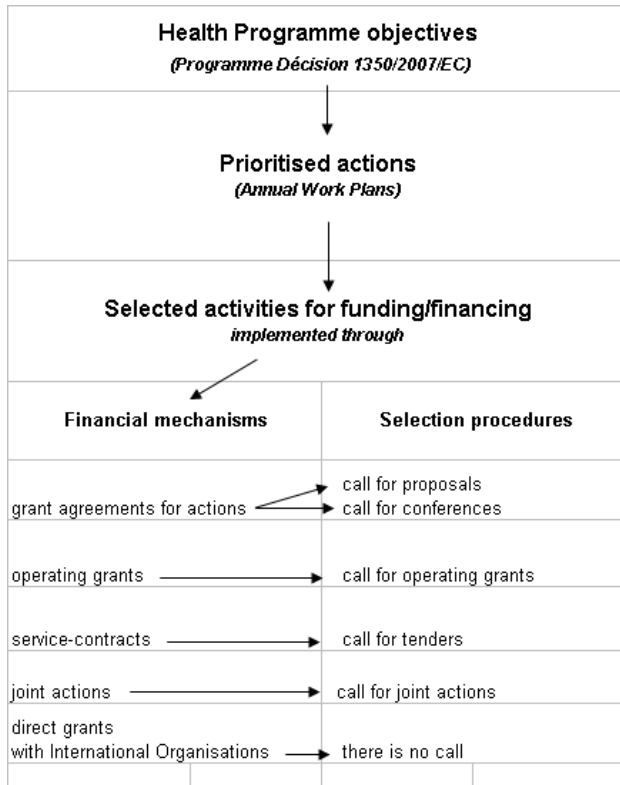 Health Programme objectives
(Programme Décision 1350/2007/EC)
Prioritised actions
(Annual Work Plans)
Selected activities for funding/financing
implemented through
Financial mechanisms
Selection procedures
grant agreements for actions
call for proposals
call for conferences
operating grants
call for operating grants
service-contracts
call for tenders
joint actions
call for joint actions
direct grants
with International Organisations
there is no call